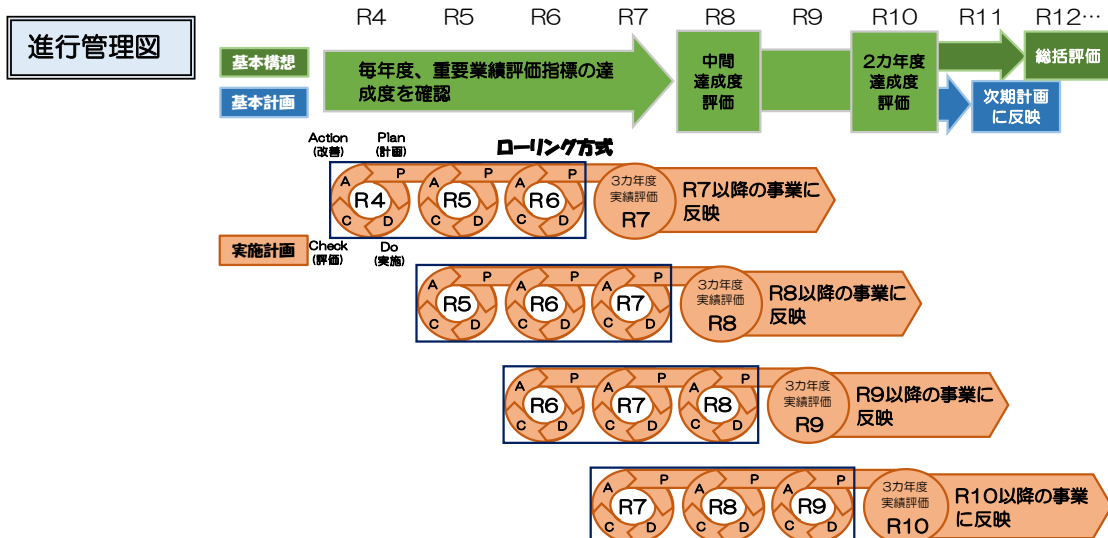 進行管理図
R4 R5 R6 R7 R8 R9 R10 R11 R12…
基本構想
基本計画
毎年度、重要業績評価指標の達
成度を確認
中間
達成度
評価
2カ年度
達成度
評価
総括評価
次期計画
に反映
Action
(改善)
Plan
(計画)
ローリング方式
A P A P A P
R4 R5 R6
C D C D C D
3カ年度
実績評価
R7
R7以降の事業に
反映
実施計画
Check
(評価)
Do
(実施)
A P A P A P
R5 R6 R7
C D C D C D
3カ年度
実績評価
R8
R8以降の事業に
反映
A P A P A P
R6 R7 R8
C D C D C D
3カ年度
実績評価
R9
R9以降の事業に
反映
A P A P A P
R7 R8 R9
C D C D C D
3カ年度
実績評価
R10
R10以降の事業
に反映